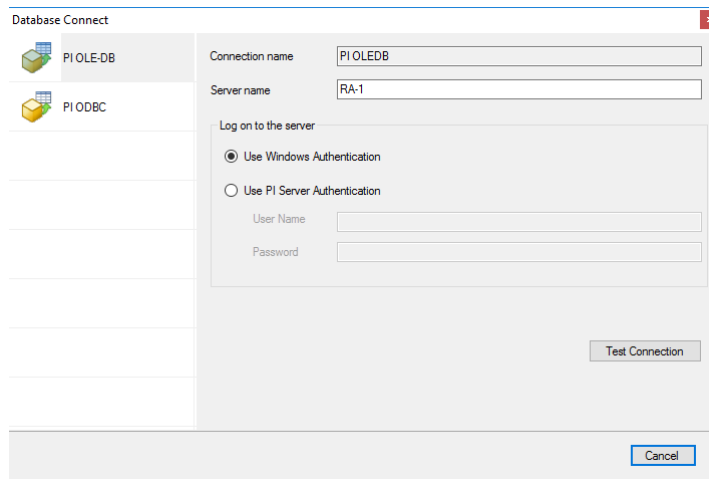 Database Connect
PI OLE-DB
PI ODBC
Connection name PI OLEDB
Server name RA-1
Log on to the server
Use Windows Authentication
Use PI Server Authentication
User Name
Password
Test Connection
Cancel